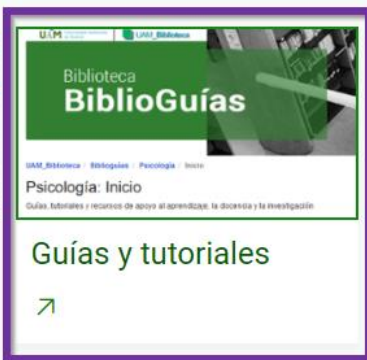 UAM
UAM_Biblioteca
Biblioteca
BiblioGuías
UAM_Biblioteca / Biblioguías / Psicología / Inicio
Psicología: Inicio
Guías, tutoriales y recursos de apoyo al aprendizaje, la docencia y la investigación
Guías y tutoriales